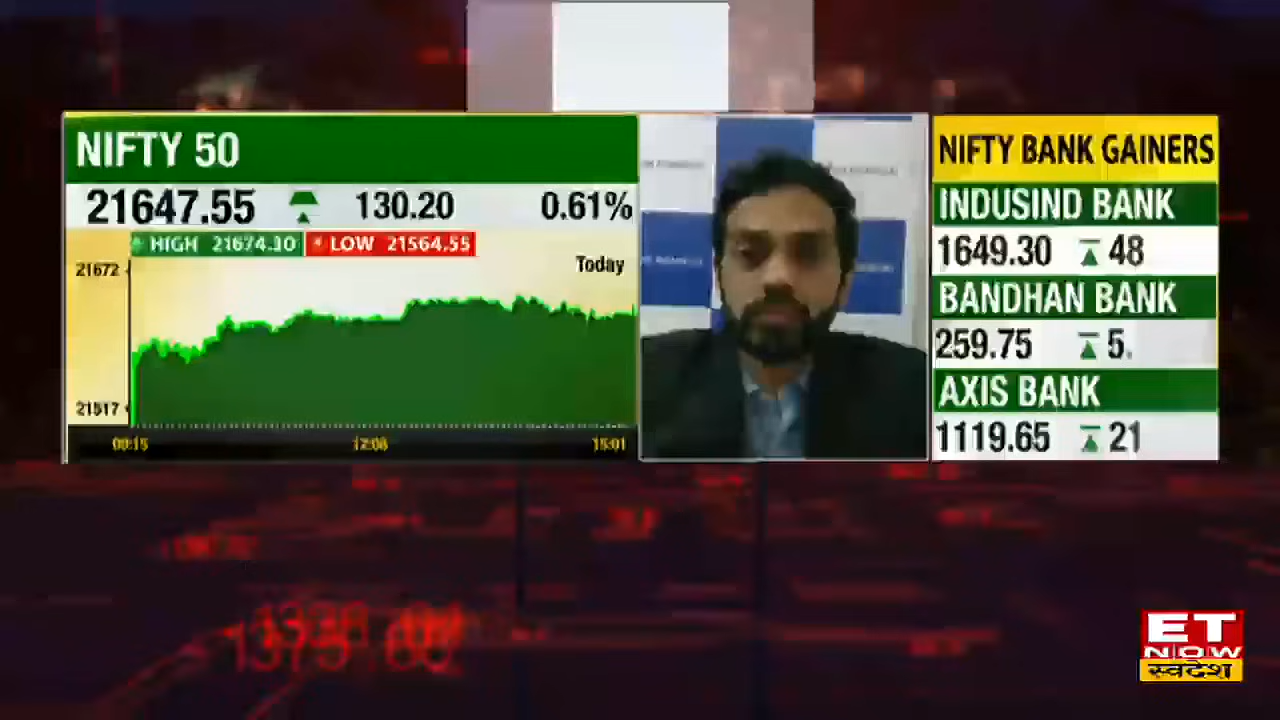 NIFTY 50
21647.55 130.20 0.61%
HIGH 21674.30 LOW 21564.55
21672
Today
21517
09:15 12:08 15:01
NIFTY BANK GAINERS
INDUSIND BANK
1649.30 48
BANDHAN BANK
259.75 5.
AXIS BANK
1119.65 21
ET
NOW
स्वदेश